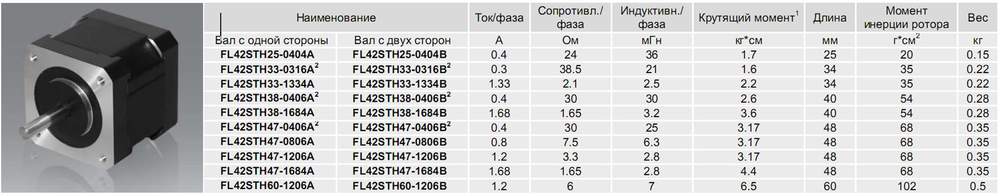 Наименование Ток/фаза Сопротивл./фаза Индуктивн./фаза Крутящий момент¹ Длина Момент инерции ротора Вес
Вал с одной стороны Вал с двух сторон А Ом мГн кг*см мм г*см² кг
FL42STH25-0404A FL42STH25-0404B 0.4 24 36 1.7 25 20 0.15
FL42STH33-0316A² FL42STH33-0316B² 0.3 38.5 21 1.6 34 35 0.22
FL42STH33-1334A FL42STH33-1334B 1.33 2.1 2.5 2.2 34 35 0.22
FL42STH38-0406A² FL42STH38-0406B² 0.4 30 30 2.6 40 54 0.28
FL42STH38-1684A FL42STH38-1684B 1.68 1.65 3.2 3.6 40 54 0.28
FL42STH47-0406A² FL42STH47-0406B² 0.4 30 25 3.17 48 68 0.35
FL42STH47-0806A FL42STH47-0806B 0.8 7.5 6.3 3.17 48 68 0.35
FL42STH47-1206A FL42STH47-1206B 1.2 3.3 2.8 3.17 48 68 0.35
FL42STH47-1684A FL42STH47-1684B 1.68 1.65 2.8 4.4 48 68 0.35
FL42STH60-1206A FL42STH60-1206B 1.2 6 7 6.5 60 102 0.5